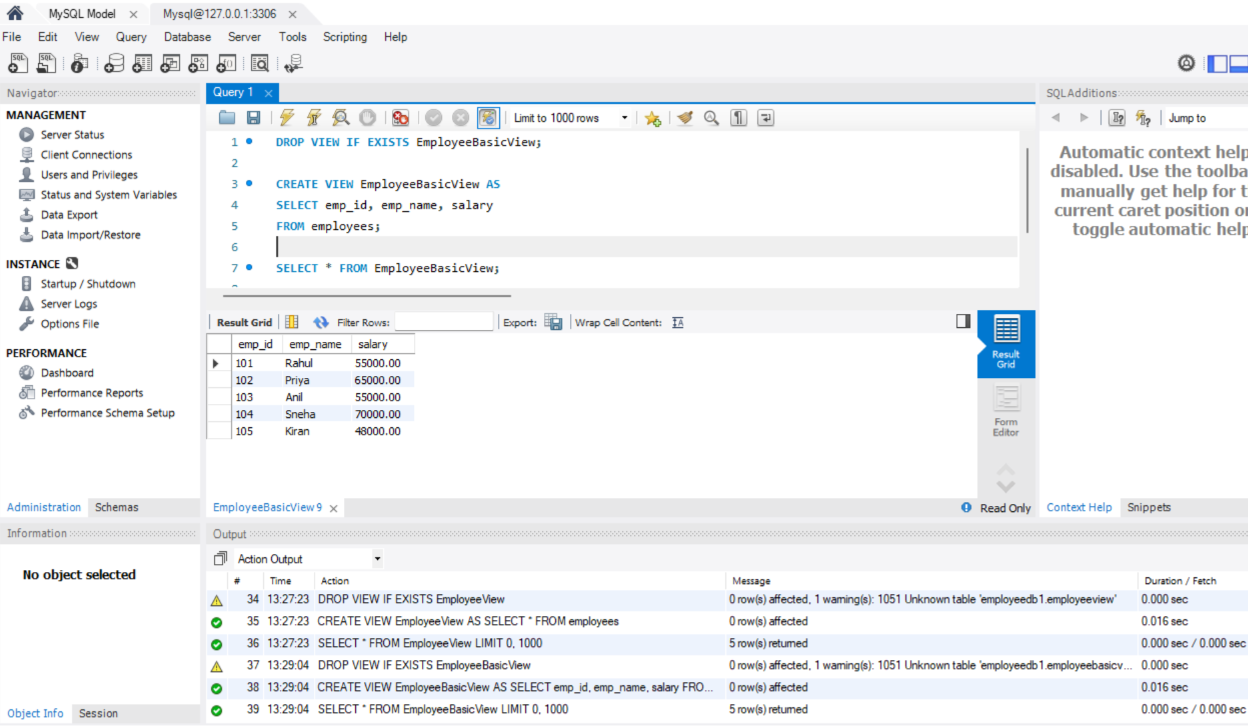 MySQL Model × Mysql@127.0.0.1:3306 ×
File Edit View Query Database Server Tools Scripting Help
Navigator
MANAGEMENT
Server Status
Client Connections
Users and Privileges
Status and System Variables
Data Export
Data Import/Restore
INSTANCE
Startup / Shutdown
Server Logs
Options File
PERFORMANCE
Dashboard
Performance Reports
Performance Schema Setup
Administration Schemas
Information
No object selected
Object Info Session
Query 1 ×
Limit to 1000 rows
1 DROP VIEW IF EXISTS EmployeeBasicView;
2
3 CREATE VIEW EmployeeBasicView AS
4 SELECT emp_id, emp_name, salary
5 FROM employees;
6
7 SELECT * FROM EmployeeBasicView;
Result Grid Filter Rows: Export: Wrap Cell Content:
emp_id emp_name salary
101 Rahul 55000.00
102 Priya 65000.00
103 Anil 55000.00
104 Sneha 70000.00
105 Kiran 48000.00
Result
Grid
Form
Editor
EmployeeBasicView 9 × Read Only
SQLAdditions
Jump to
Automatic context help
disabled. Use the toolba
manually get help for t
current caret position o
toggle automatic help
Context Help Snippets
Output
Action Output
# Time Action Message Duration / Fetch
34 13:27:23 DROP VIEW IF EXISTS EmployeeView 0 row(s) affected, 1 warning(s): 1051 Unknown table 'employeedb1.employeeview' 0.000 sec
35 13:27:23 CREATE VIEW EmployeeView AS SELECT * FROM employees 0 row(s) affected 0.016 sec
36 13:27:23 SELECT * FROM EmployeeView LIMIT 0, 1000 5 row(s) returned 0.000 sec / 0.000 sec
37 13:29:04 DROP VIEW IF EXISTS EmployeeBasicView 0 row(s) affected, 1 warning(s): 1051 Unknown table 'employeedb1.employeebasicv... 0.000 sec
38 13:29:04 CREATE VIEW EmployeeBasicView AS SELECT emp_id, emp_name, salary FRO... 0 row(s) affected 0.016 sec
39 13:29:04 SELECT * FROM EmployeeBasicView LIMIT 0, 1000 5 row(s) returned 0.000 sec / 0.000 sec